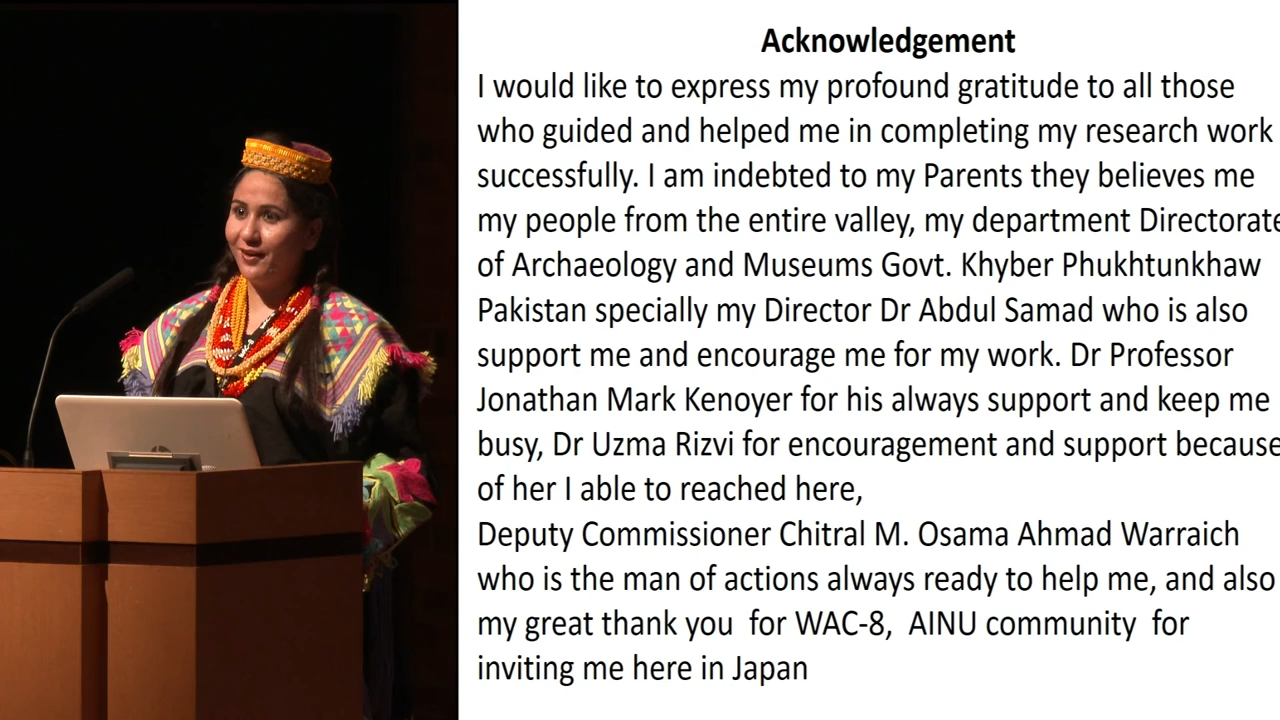 Acknowledgement
I would like to express my profound gratitude to all those
who guided and helped me in completing my research work
successfully. I am indebted to my Parents they believes me
my people from the entire valley, my department Directorate
of Archaeology and Museums Govt. Khyber Phukhtunkhaw
Pakistan specially my Director Dr Abdul Samad who is also
support me and encourage me for my work. Dr Professor
Jonathan Mark Kenoyer for his always support and keep me
busy, Dr Uzma Rizvi for encouragement and support because
of her I able to reached here,
Deputy Commissioner Chitral M. Osama Ahmad Warraich
who is the man of actions always ready to help me, and also
my great thank you  for WAC-8,  AINU community  for
inviting me here in Japan